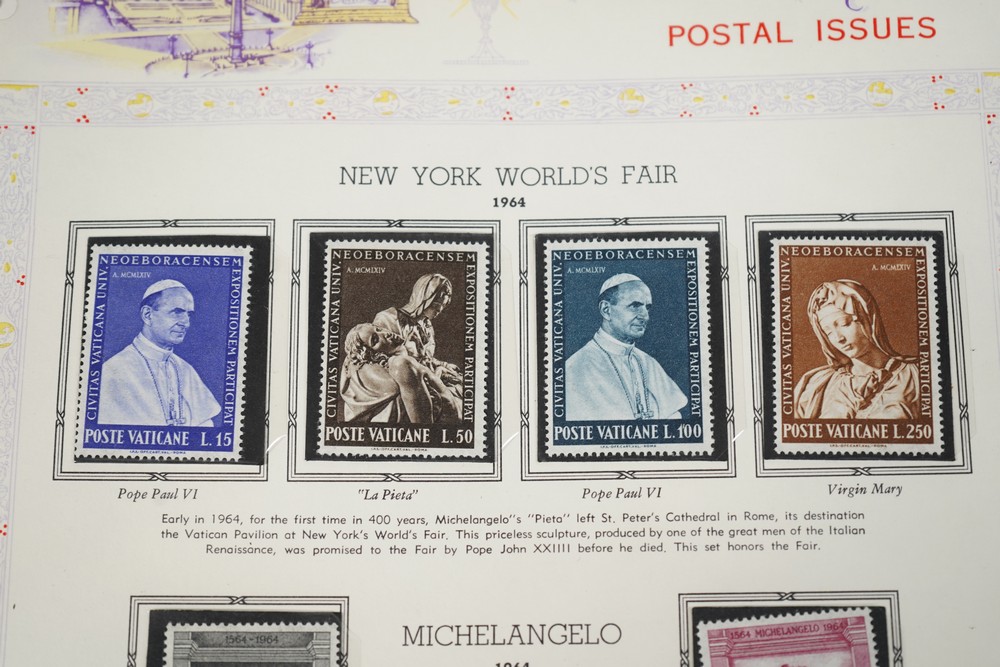 POSTAL ISSUES
NEW YORK WORLD'S FAIR
1964
CIVITAS VATICANA UNIV.
NEOEBORACENSEM
EXPOSITIONEM PARTICIPAT
A. MCMLXIV
POSTE VATICANE L.15
CIVITAS VATICANA UNIV.
NEOEBORACENSEM
EXPOSITIONEM PARTICIPAT
A. MCMLXIV
POSTE VATICANE L.50
CIVITAS VATICANA UNIV.
NEOEBORACENSEM
EXPOSITIONEM PARTICIPAT
A. MCMLXIV
POSTE VATICANE L.100
CIVITAS VATICANA UNIV.
NEOEBORACENSEM
EXPOSITIONEM PARTICIPAT
A. MCMLXIV
POSTE VATICANE L.250
Pope Paul VI
"La Pieta"
Pope Paul VI
Virgin Mary
Early in 1964, for the first time in 400 years, Michelangelo"s "Pieta" left St. Peter's Cathedral in Rome, its destination
the Vatican Pavilion at New York's World's Fair. This priceless sculpture, produced by one of the great men of the Italian
Renaissance, was promised to the Fair by Pope John XXIIII before he died. This set honors the Fair.
MICHELANGELO
1964
1564-1964
1564 MICHELANGELO 1964